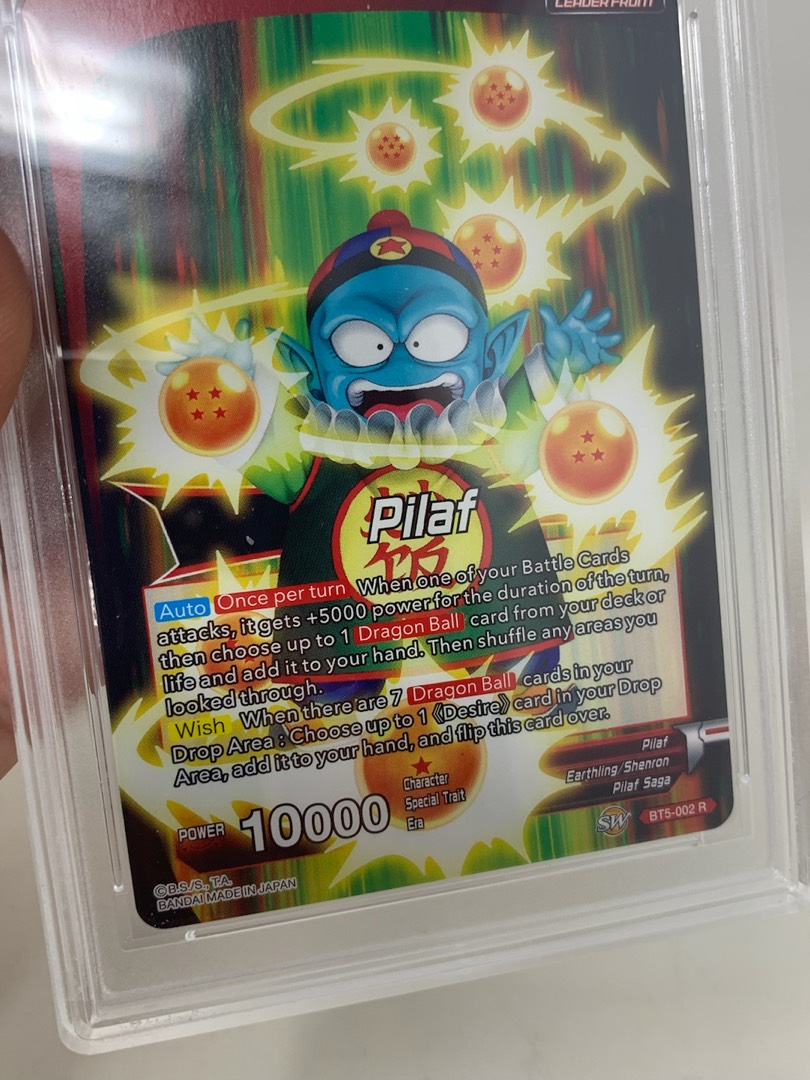 LEADER FRONT
Pilaf
Auto Once per turn When one of your Battle Cards
attacks, it gets +5000 power for the duration of the turn,
then choose up to 1 Dragon Ball card from your deck or
life and add it to your hand. Then shuffle any areas you
looked through.
Wish When there are 7 Dragon Ball cards in your
Drop Area : Choose up to 1 《Desire》 card in your Drop
Area, add it to your hand, and flip this card over.
Character
Special Trait
Era
Pilaf
Earthling/Shenron
Pilaf Saga
POWER 10000
SW BT5-002 R
©B.S./S., T.A.
BANDAI MADE IN JAPAN